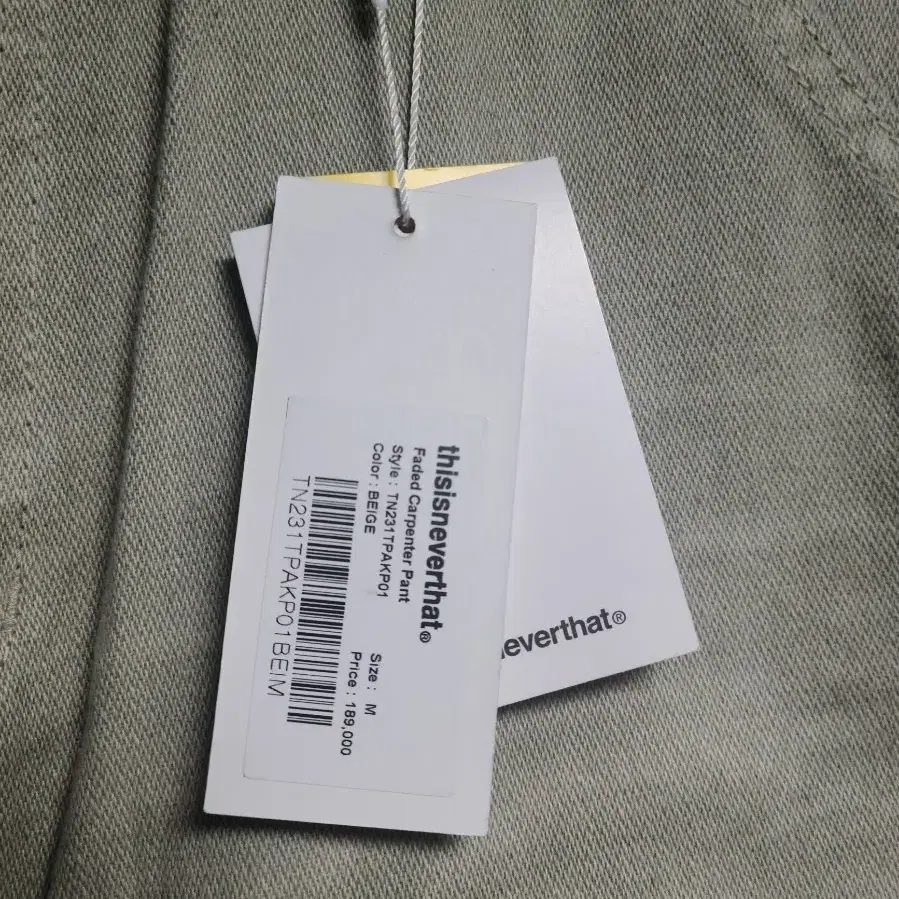 thisisneverthat®
Faded Carpenter Pant
Style : TN231TPAKP01
Color : BEIGE
Size : M
Price : 189,000
TN231TPAKP01BEIM
neverthat®